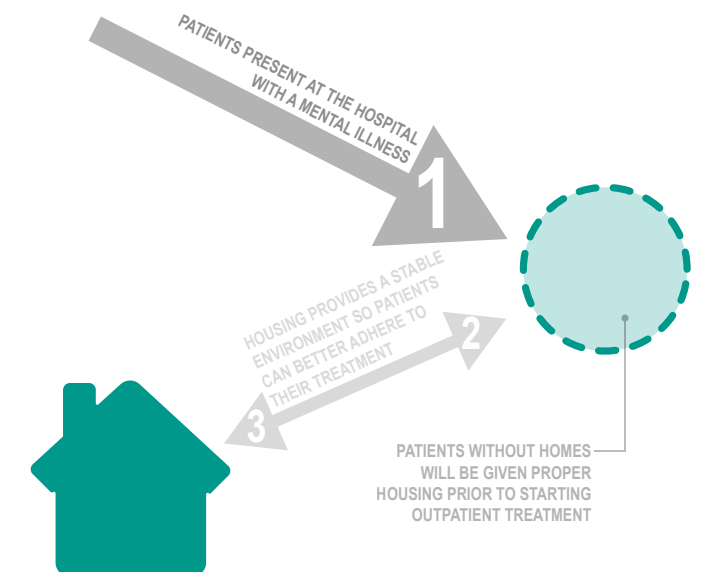 PATIENTS PRESENT AT THE HOSPITAL
WITH A MENTAL ILLNESS
1
HOUSING PROVIDES A STABLE
ENVIRONMENT SO PATIENTS
CAN BETTER ADHERE TO
THEIR TREATMENT
2
3
PATIENTS WITHOUT HOMES
WILL BE GIVEN PROPER
HOUSING PRIOR TO STARTING
OUTPATIENT TREATMENT